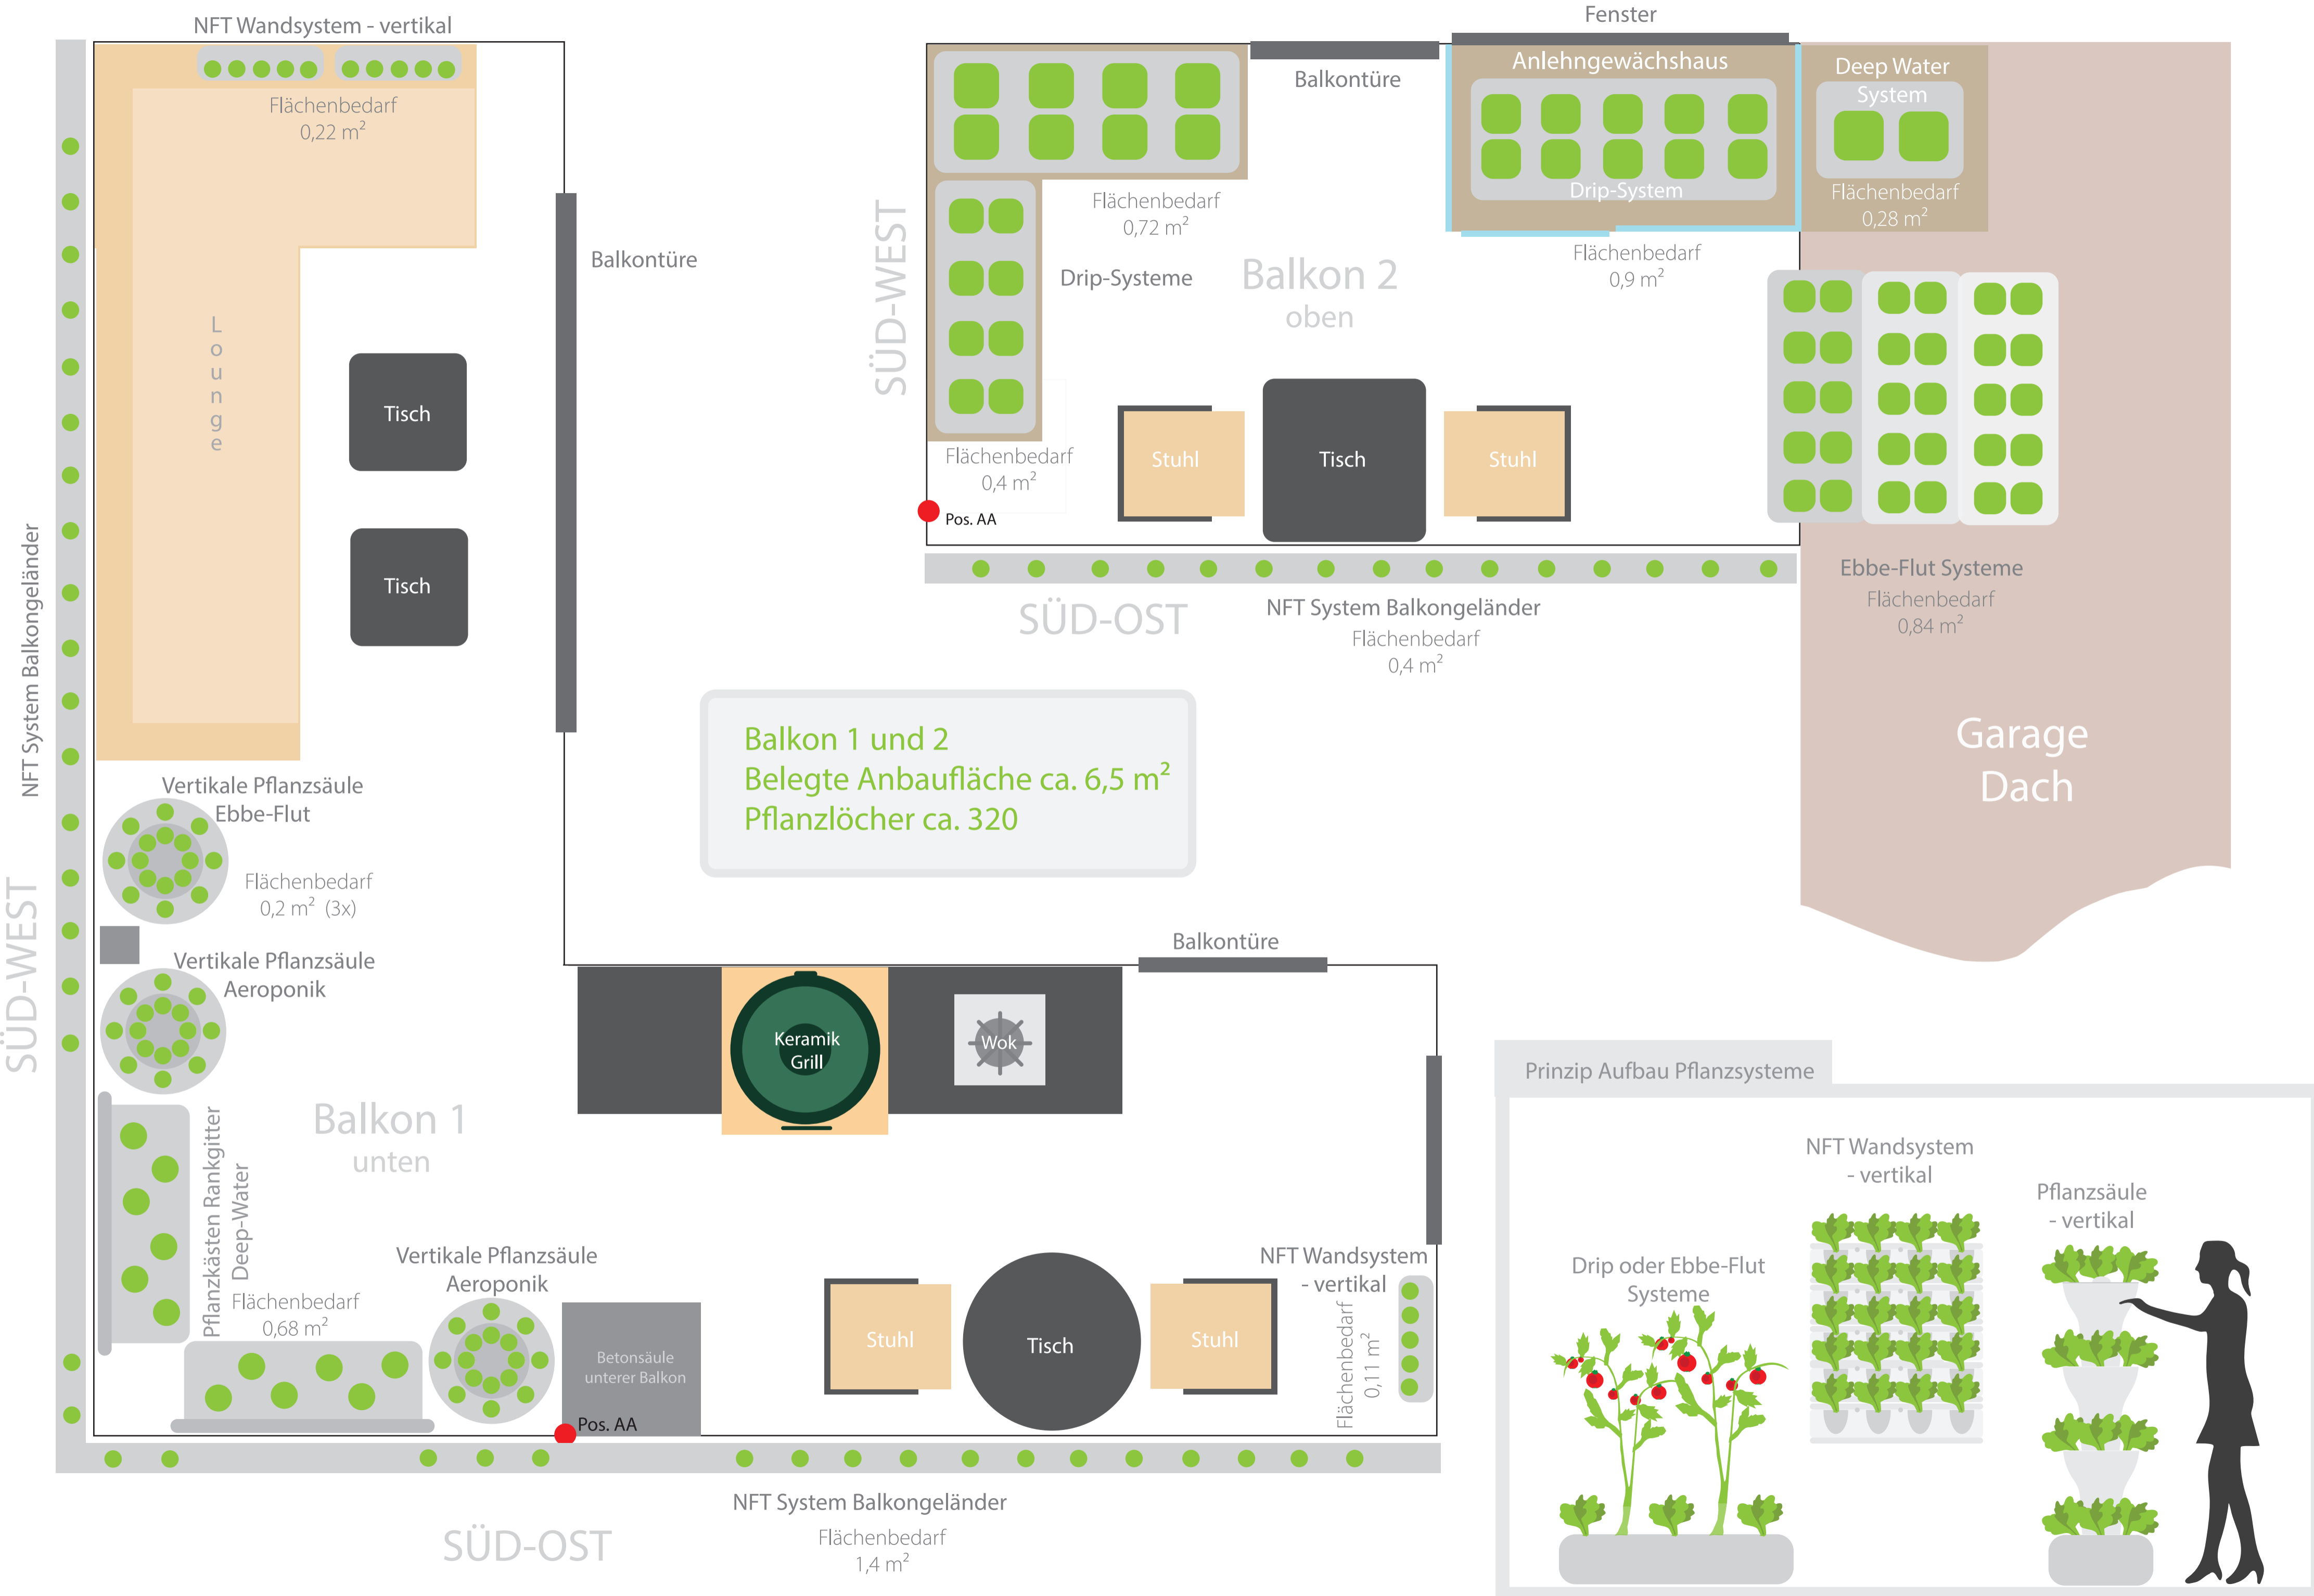 NFT Wandsystem - vertikal
Flächenbedarf
0,22 m²
Lounge
Tisch
Tisch
Balkontüre
NFT System Balkongeländer
SÜD-WEST
Vertikale Pflanzsäule
Ebbe-Flut
Flächenbedarf
0,2 m² (3x)
Vertikale Pflanzsäule
Aeroponik
Balkon 1
unten
Pflanzkästen Rankgitter
Deep-Water
Flächenbedarf
0,68 m²
Vertikale Pflanzsäule
Aeroponik
Betonsäule
unterer Balkon
Pos. AA
Keramik
Grill
Wok
Balkontüre
Stuhl
Tisch
Stuhl
NFT Wandsystem
- vertikal
Flächenbedarf
0,11 m²
NFT System Balkongeländer
Flächenbedarf
1,4 m²
SÜD-OST
Fenster
Balkontüre
Anlehngewächshaus
Drip-System
Flächenbedarf
0,9 m²
Deep Water
System
Flächenbedarf
0,28 m²
Flächenbedarf
0,72 m²
Drip-Systeme
SÜD-WEST
Balkon 2
oben
Flächenbedarf
0,4 m²
Pos. AA
Stuhl
Tisch
Stuhl
SÜD-OST
NFT System Balkongeländer
Flächenbedarf
0,4 m²
Ebbe-Flut Systeme
Flächenbedarf
0,84 m²
Garage
Dach
Balkon 1 und 2
Belegte Anbaufläche ca. 6,5 m²
Pflanzlöcher ca. 320
Prinzip Aufbau Pflanzsysteme
Drip oder Ebbe-Flut
Systeme
NFT Wandsystem
- vertikal
Pflanzsäule
- vertikal